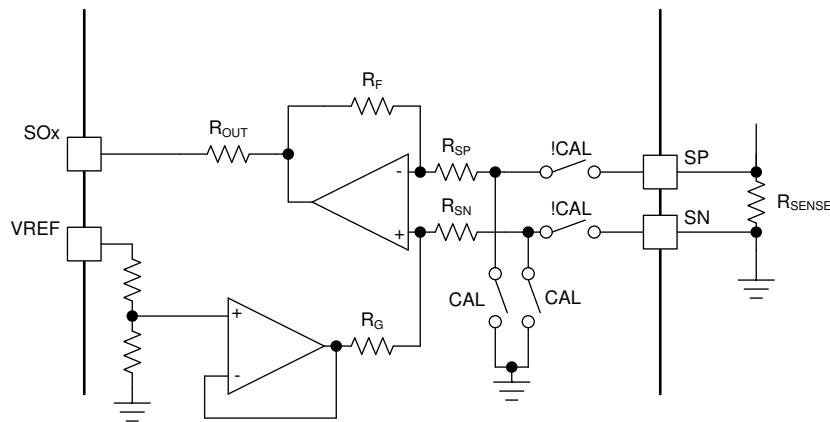 SOx
R_OUT
R_F
R_SP
!CAL
SP
VREF
-
R_SN
!CAL
SN
R_SENSE
+
CAL
CAL
R_G
+
-